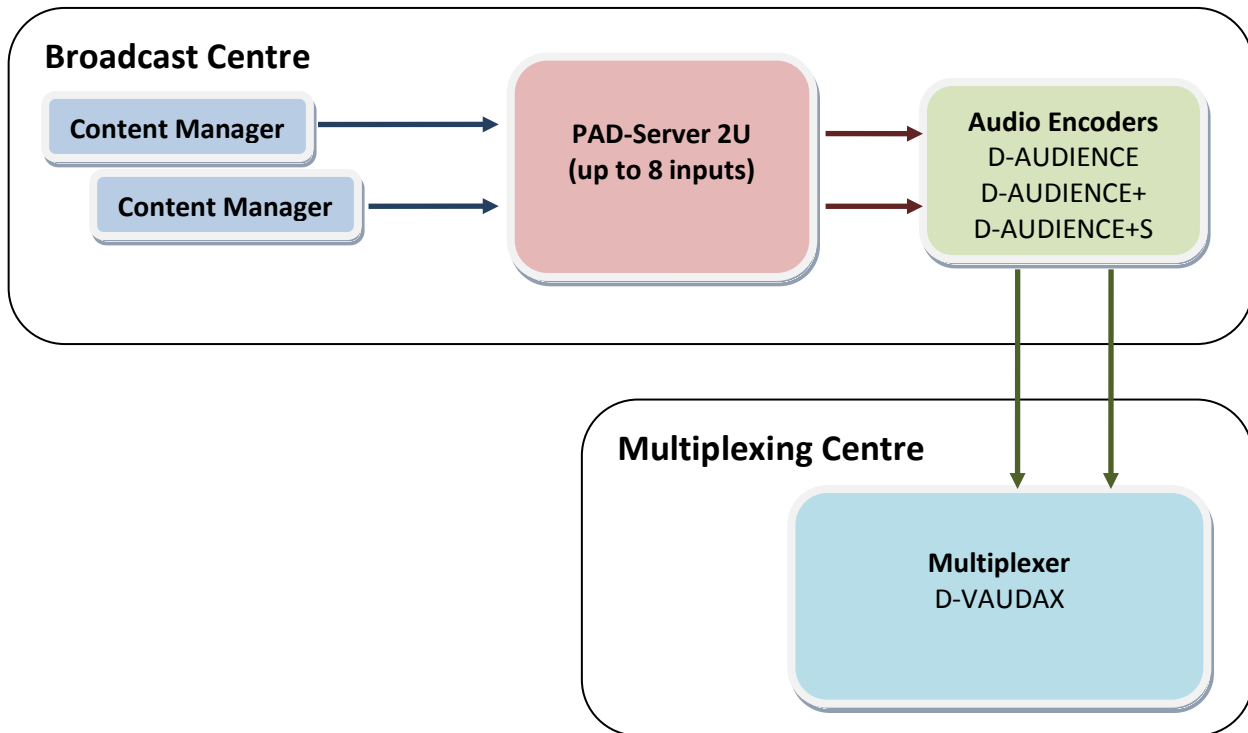 Broadcast Centre
Content Manager
Content Manager
PAD-Server 2U
(up to 8 inputs)
Audio Encoders
D-AUDIENCE
D-AUDIENCE+
D-AUDIENCE+S
Multiplexing Centre
Multiplexer
D-VAUDAX